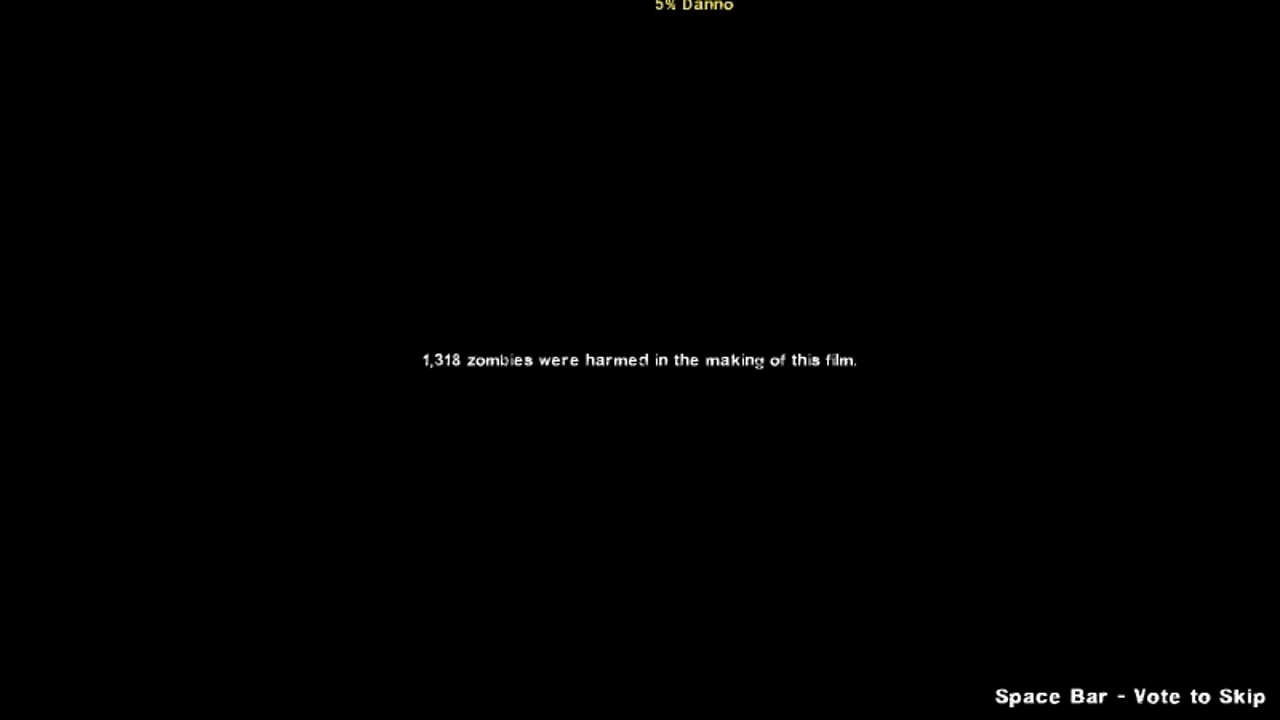 5% Danno
1,318 zombies were harmed in the making of this film.
Space Bar - Vote to Skip